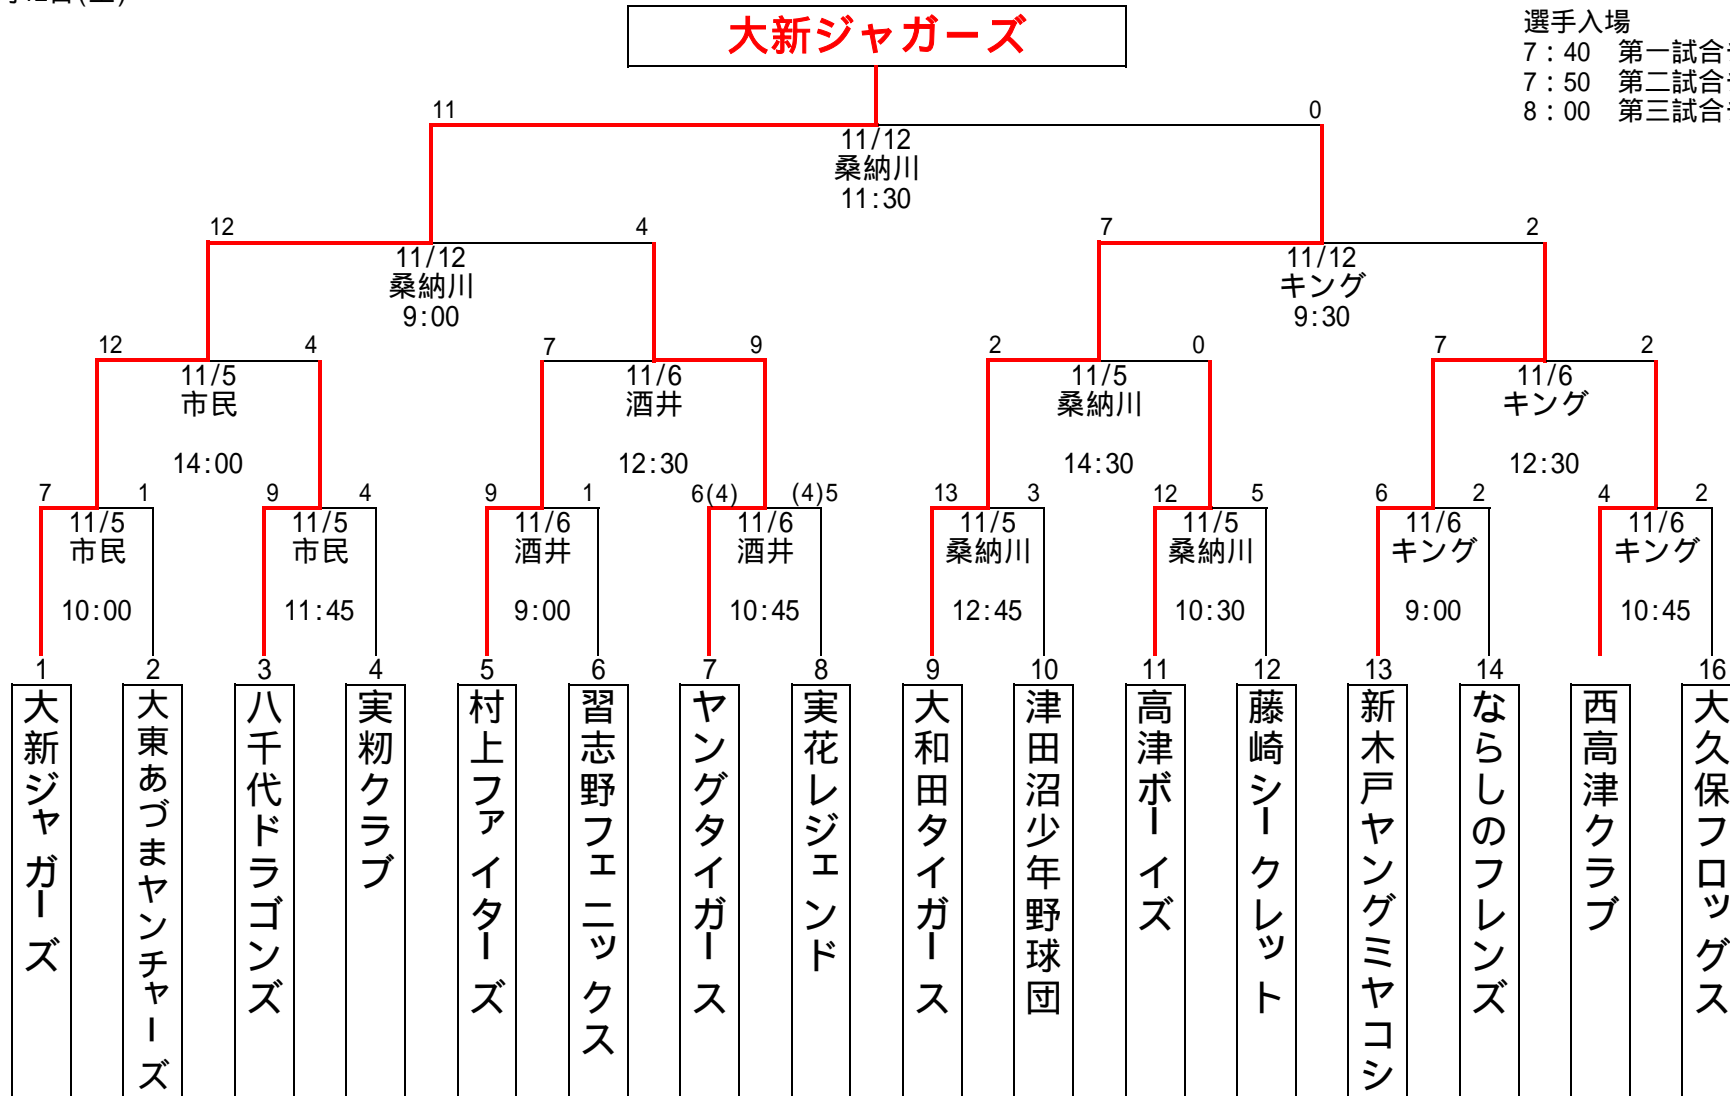 大新ジャガーズ
選手入場
7：40　第一試合
7：50　第二試合
8：00　第三試合
11
0
11/12
桑納川
11:30
12
4
11/12
桑納川
9:00
7
2
11/12
キング
9:30
12
4
11/5
市民
14:00
7
9
11/6
酒井
12:30
2
0
11/5
桑納川
14:30
7
2
11/6
キング
12:30
7
1
11/5
市民
10:00
9
4
11/5
市民
11:45
9
1
11/6
酒井
9:00
6(4)
(4)5
11/6
酒井
10:45
13
3
11/5
桑納川
12:45
12
5
11/5
桑納川
10:30
6
2
11/6
キング
9:00
4
2
11/6
キング
10:45
1
大新ジャガーズ
2
大東あづまヤンチャーズ
3
八千代ドラゴンズ
4
実籾クラブ
5
村上ファイターズ
6
習志野フェニックス
7
ヤングタイガース
8
実花レジェンド
9
大和田タイガース
10
津田沼少年野球団
11
高津ボーイズ
12
藤崎シークレット
13
新木戸ヤングミヤコシ
14
ならしのフレンズ
西高津クラブ
16
大久保フロッグス